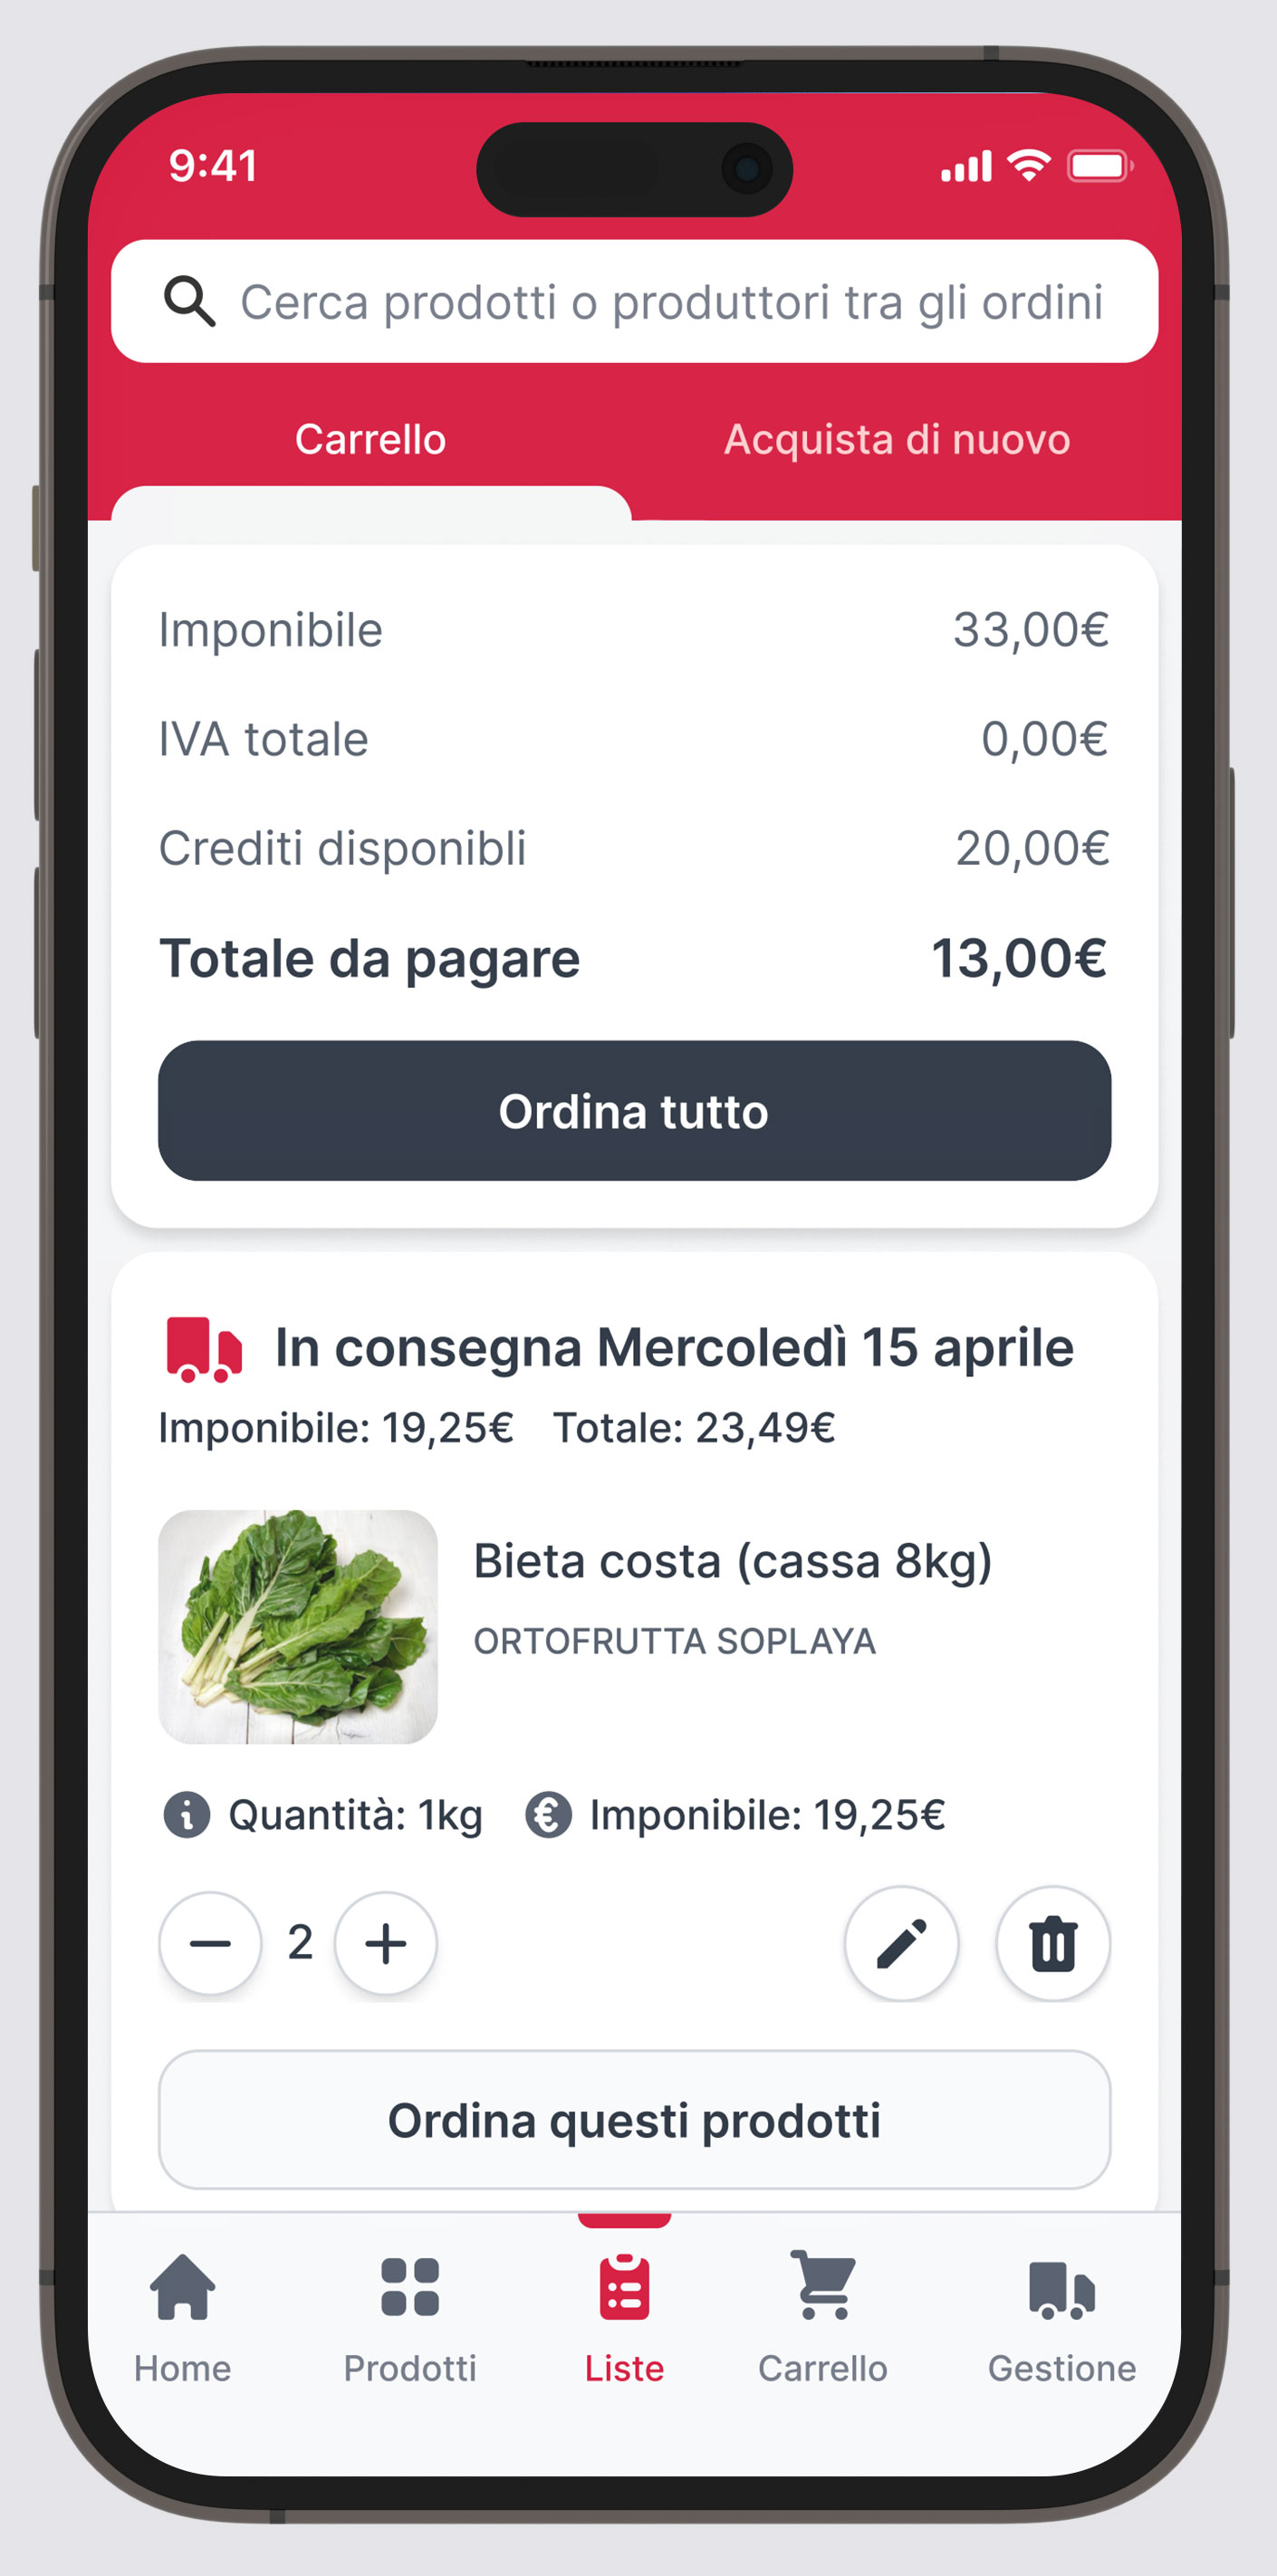 9:41
Cerca prodotti o produttori tra gli ordini
Carrello
Acquista di nuovo
Imponibile 33,00€
IVA totale 0,00€
Crediti disponibli 20,00€
Totale da pagare 13,00€
Ordina tutto
In consegna Mercoledì 15 aprile
Imponibile: 19,25€ Totale: 23,49€
Bieta costa (cassa 8kg)
ORTOFRUTTA SOPLAYA
Quantità: 1kg Imponibile: 19,25€
2
Ordina questi prodotti
Home Prodotti Liste Carrello Gestione